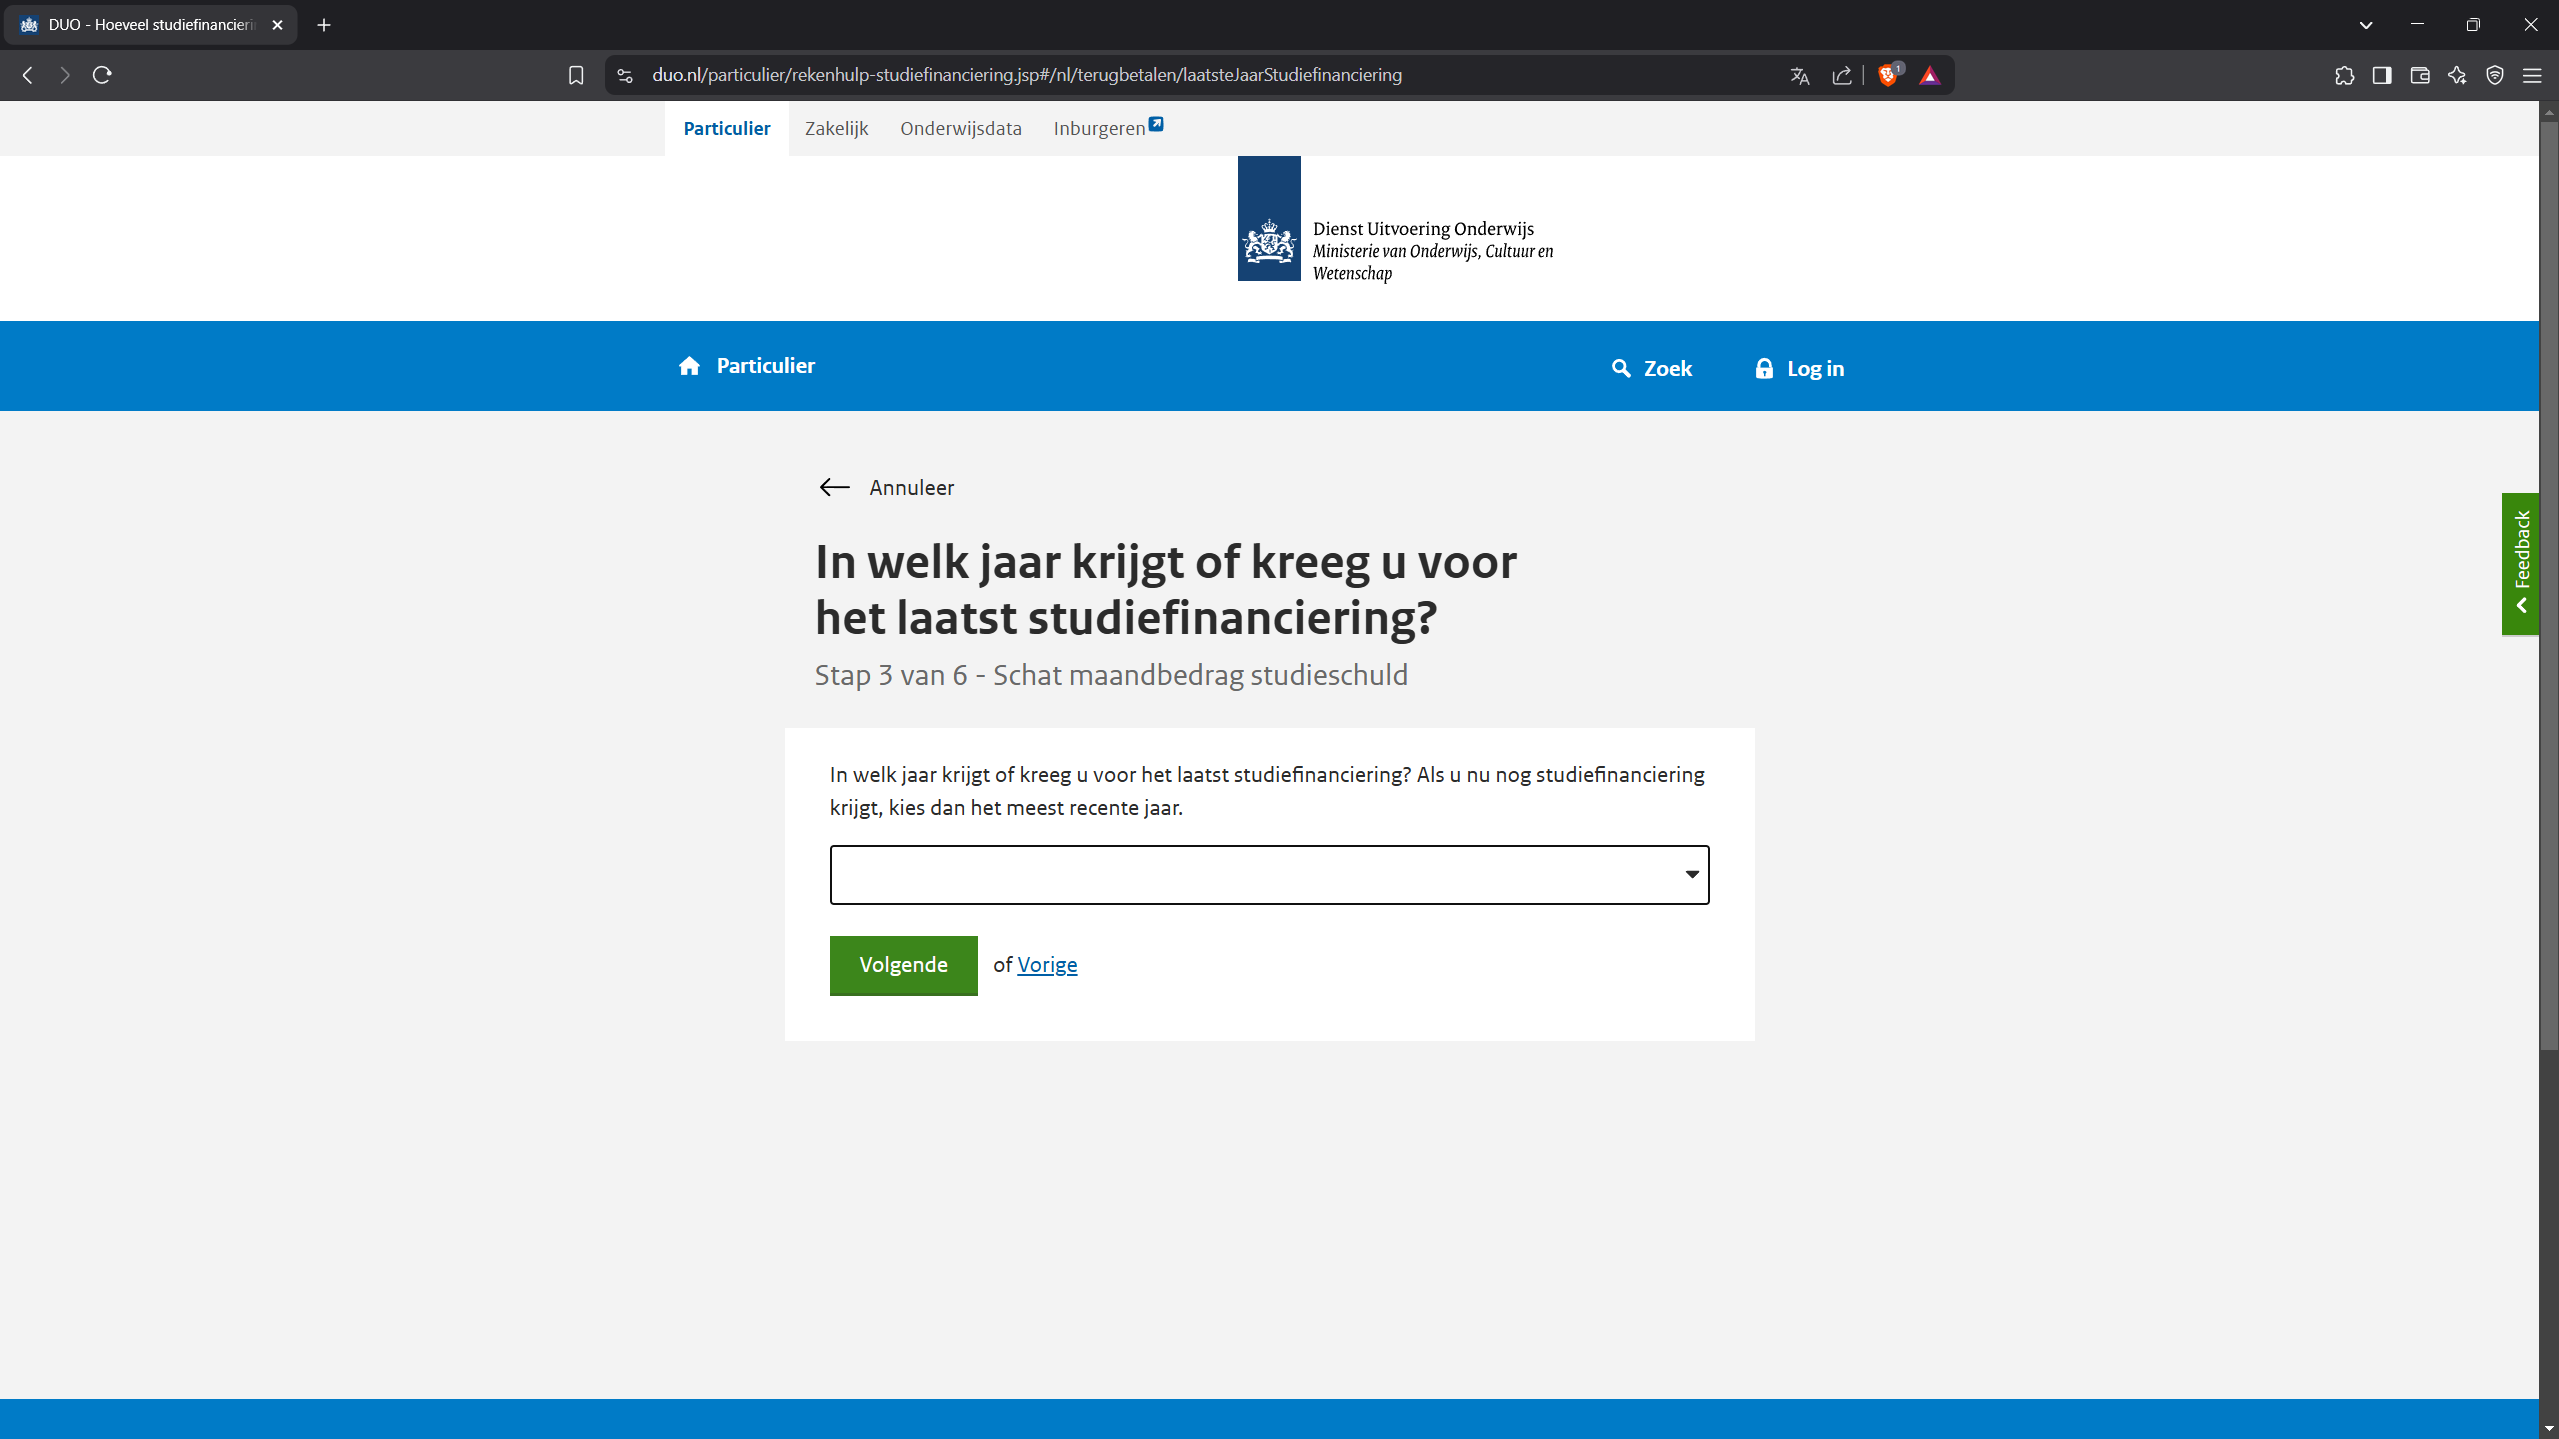 DUO - Hoeveel studiefinancieri
duo.nl/particulier/rekenhulp-studiefinanciering.jsp#/nl/terugbetalen/laatsteJaarStudiefinanciering
1
Particulier Zakelijk Onderwijsdata Inburgeren
Dienst Uitvoering Onderwijs
Ministerie van Onderwijs, Cultuur en
Wetenschap
Particulier Zoek Log in
Annuleer
Feedback
In welk jaar krijgt of kreeg u voor
het laatst studiefinanciering?
Stap 3 van 6 - Schat maandbedrag studieschuld
In welk jaar krijgt of kreeg u voor het laatst studiefinanciering? Als u nu nog studiefinanciering
krijgt, kies dan het meest recente jaar.
Volgende of Vorige